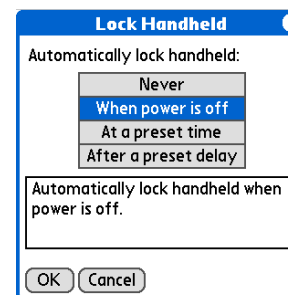 Lock Handheld
Automatically lock handheld:
Never
When power is off
At a preset time
After a preset delay
Automatically lock handheld when
power is off.
OK Cancel